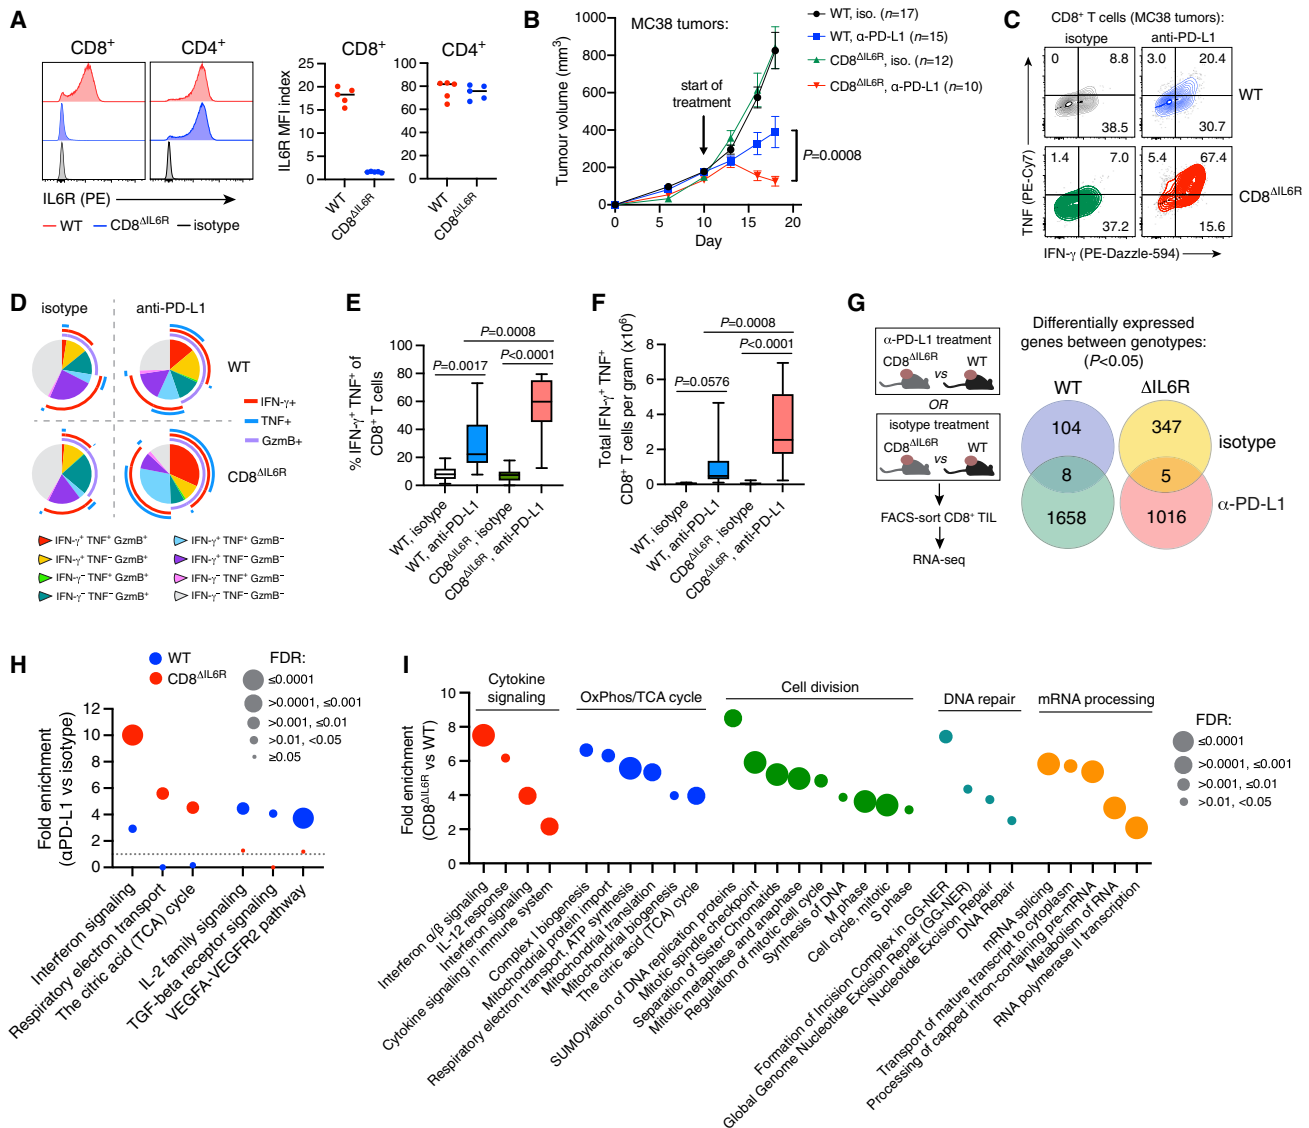 A
CD8⁺
CD4⁺
IL6R (PE)
WT
CD8ΔIL6R
isotype
CD8⁺
CD4⁺
IL6R MFI index
25
20
15
10
5
0
100
80
60
40
20
0
WT
CD8ΔIL6R
WT
CD8ΔIL6R
B
MC38 tumors:
Tumour volume (mm³)
1000
800
600
400
200
0
start of
treatment
P=0.0008
0 5 10 15 20
Day
WT, iso. (n=17)
WT, α-PD-L1 (n=15)
CD8ΔIL6R, iso. (n=12)
CD8ΔIL6R, α-PD-L1 (n=10)
C
CD8⁺ T cells (MC38 tumors):
isotype
anti-PD-L1
0 8.8
38.5
3.0 20.4
30.7
WT
1.4 7.0
37.2
5.4 67.4
15.6
CD8ΔIL6R
TNF (PE-Cy7)
IFN-γ (PE-Dazzle-594)
D
isotype
anti-PD-L1
WT
CD8ΔIL6R
IFN-γ+
TNF+
GzmB+
IFN-γ⁺ TNF⁺ GzmB⁺
IFN-γ⁺ TNF⁻ GzmB⁺
IFN-γ⁻ TNF⁺ GzmB⁺
IFN-γ⁻ TNF⁻ GzmB⁺
IFN-γ⁺ TNF⁺ GzmB⁻
IFN-γ⁺ TNF⁻ GzmB⁻
IFN-γ⁻ TNF⁺ GzmB⁻
IFN-γ⁻ TNF⁻ GzmB⁻
E
% IFN-γ⁺ TNF⁺ of
CD8⁺ T cells
100
80
60
40
20
0
P=0.0008
P=0.0017
P<0.0001
WT, isotype
WT, anti-PD-L1
CD8ΔIL6R, isotype
CD8ΔIL6R, anti-PD-L1
F
Total IFN-γ⁺ TNF⁺
CD8⁺ T cells per gram (x10⁶)
8
6
4
2
0
P=0.0008
P<0.0001
P=0.0576
WT, isotype
WT, anti-PD-L1
CD8ΔIL6R, isotype
CD8ΔIL6R, anti-PD-L1
G
α-PD-L1 treatment
CD8ΔIL6R vs WT
OR
isotype treatment
CD8ΔIL6R vs WT
FACS-sort CD8⁺ TIL
RNA-seq
Differentially expressed
genes between genotypes:
(P<0.05)
WT
ΔIL6R
104
8
1658
347
5
1016
isotype
α-PD-L1
H
WT
CD8ΔIL6R
FDR:
≤0.0001
>0.0001, ≤0.001
>0.001, ≤0.01
>0.01, <0.05
≥0.05
Fold enrichment
(αPD-L1 vs isotype)
12
10
8
6
4
2
0
Interferon signaling
Respiratory electron transport
The citric acid (TCA) cycle
IL-2 family signaling
TGF-beta receptor signaling
VEGFA-VEGFR2 pathway
I
Cytokine
signaling
OxPhos/TCA cycle
Cell division
DNA repair
mRNA processing
Fold enrichment
(CD8ΔIL6R vs WT)
10
8
6
4
2
0
FDR:
≤0.0001
>0.0001, ≤0.001
>0.001, ≤0.01
>0.01, <0.05
Interferon α/β signaling
IL-12 response
Interferon signaling
Cytokine signaling in immune system
Complex I biogenesis
Mitochondrial protein import
Respiratory electron transport, ATP synthesis
Mitochondrial translation
Mitochondrial biogenesis
The citric acid (TCA) cycle
SUMOylation of DNA replication proteins
Mitotic spindle checkpoint
Separation of Sister Chromatids
Mitotic metaphase and anaphase
Regulation of mitotic cell cycle
Synthesis of DNA
M phase
Cell cycle, mitotic
S phase
Formation of Incision Complex in GG-NER
Global Genome Nucleotide Excision Repair (GG-NER)
Nucleotide Excision Repair
DNA Repair
mRNA splicing
Transport of mature transcript to cytoplasm
Processing of capped intron-containing pre-mRNA
Metabolism of RNA
RNA polymerase II transcription